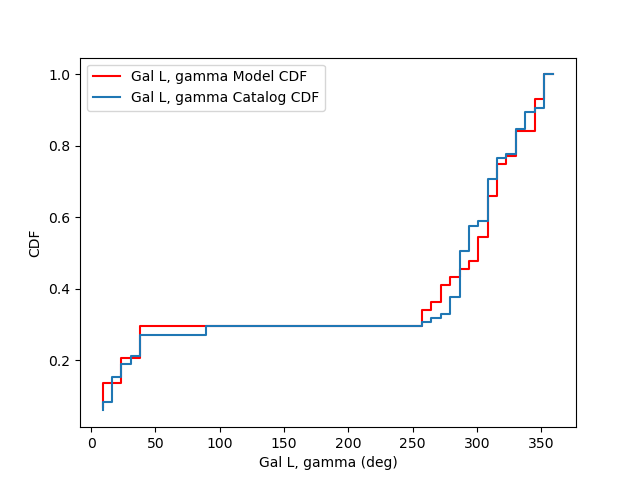 Gal L, gamma Model CDF
Gal L, gamma Catalog CDF
1.0
0.8
0.6
0.4
0.2
CDF
0 50 100 150 200 250 300 350
Gal L, gamma (deg)